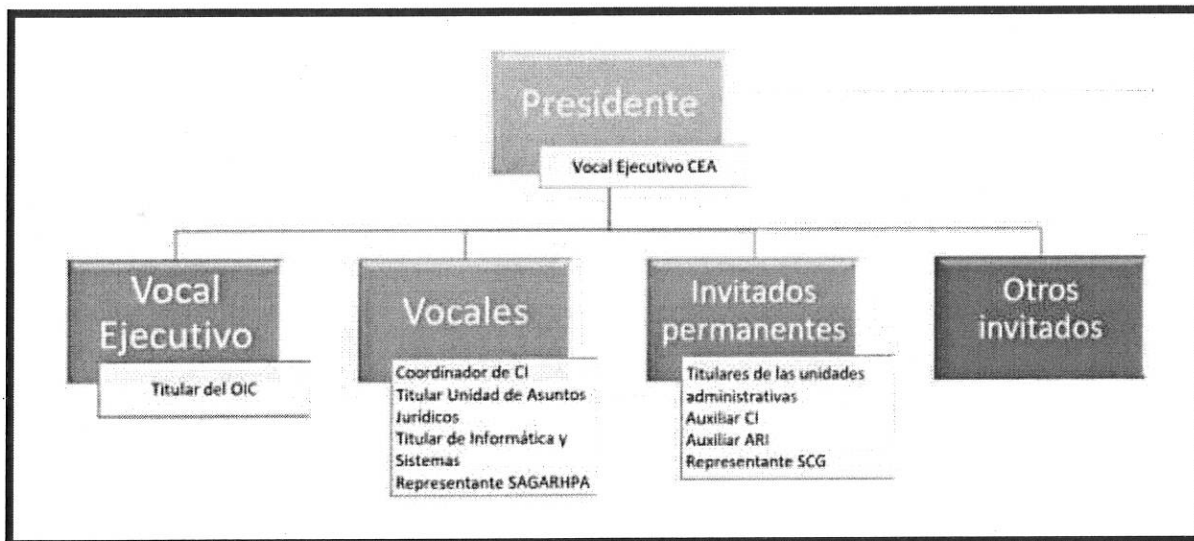 Presidente
Vocal Ejecutivo CEA
Vocal
Ejecutivo
Titular del OIC
Vocales
Coordinador de CI
Titular Unidad de Asuntos
Jurídicos
Titular de Informática y
Sistemas
Representante SAGARHPA
Invitados
permanentes
Titulares de las unidades
administrativas
Auxiliar CI
Auxiliar ARI
Representante SCG
Otros
invitados